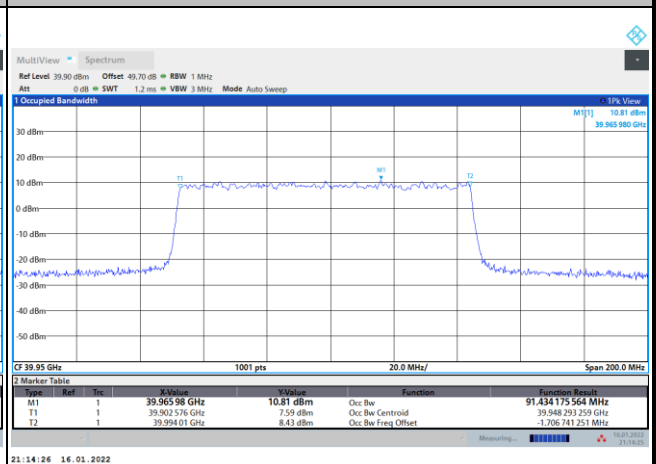 MultiView Spectrum
Ref Level 39.90 dBm Offset 49.70 dB RBW 1 MHz
Att 0 dB SWT 1.2 ms VBW 3 MHz Mode Auto Sweep
1 Occupied Bandwidth 1Pk View
M1[1] 10.81 dBm
39.965 980 GHz
30 dBm
20 dBm
M1
T1 T2
10 dBm
0 dBm
-10 dBm
-20 dBm
-30 dBm
-40 dBm
-50 dBm
CF 39.95 GHz 1001 pts 20.0 MHz/ Span 200.0 MHz
2 Marker Table
Type Ref Trc X-Value Y-Value Function Function Result
M1 1 39.965 98 GHz 10.81 dBm Occ Bw 91.434 175 564 MHz
T1 1 39.902 576 GHz 7.59 dBm Occ Bw Centroid 39.948 293 259 GHz
T2 1 39.994 01 GHz 8.43 dBm Occ Bw Freq Offset -1.706 741 251 MHz
Measuring... 16.01.2022
21:14:25
21:14:26 16.01.2022